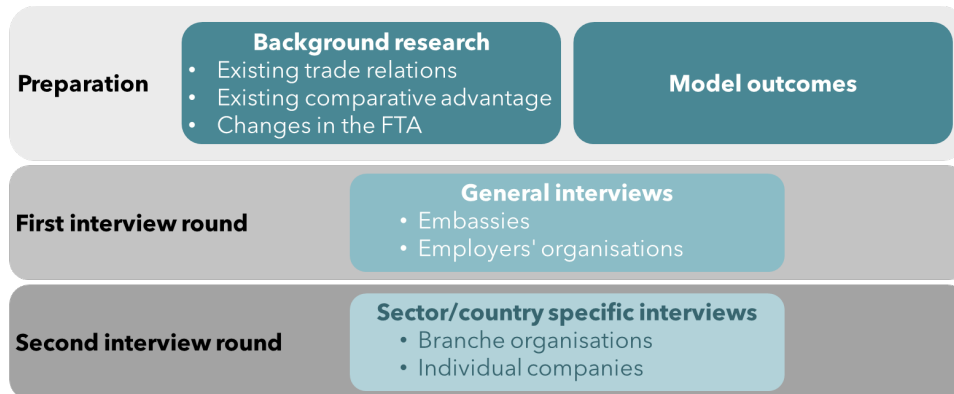 Preparation
Background research
• Existing trade relations
• Existing comparative advantage
• Changes in the FTA
Model outcomes
First interview round
General interviews
• Embassies
• Employers' organisations
Second interview round
Sector/country specific interviews
• Branche organisations
• Individual companies